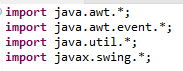 import java.awt.*;
import java.awt.event.*;
import java.util.*;
import javax.swing.*;